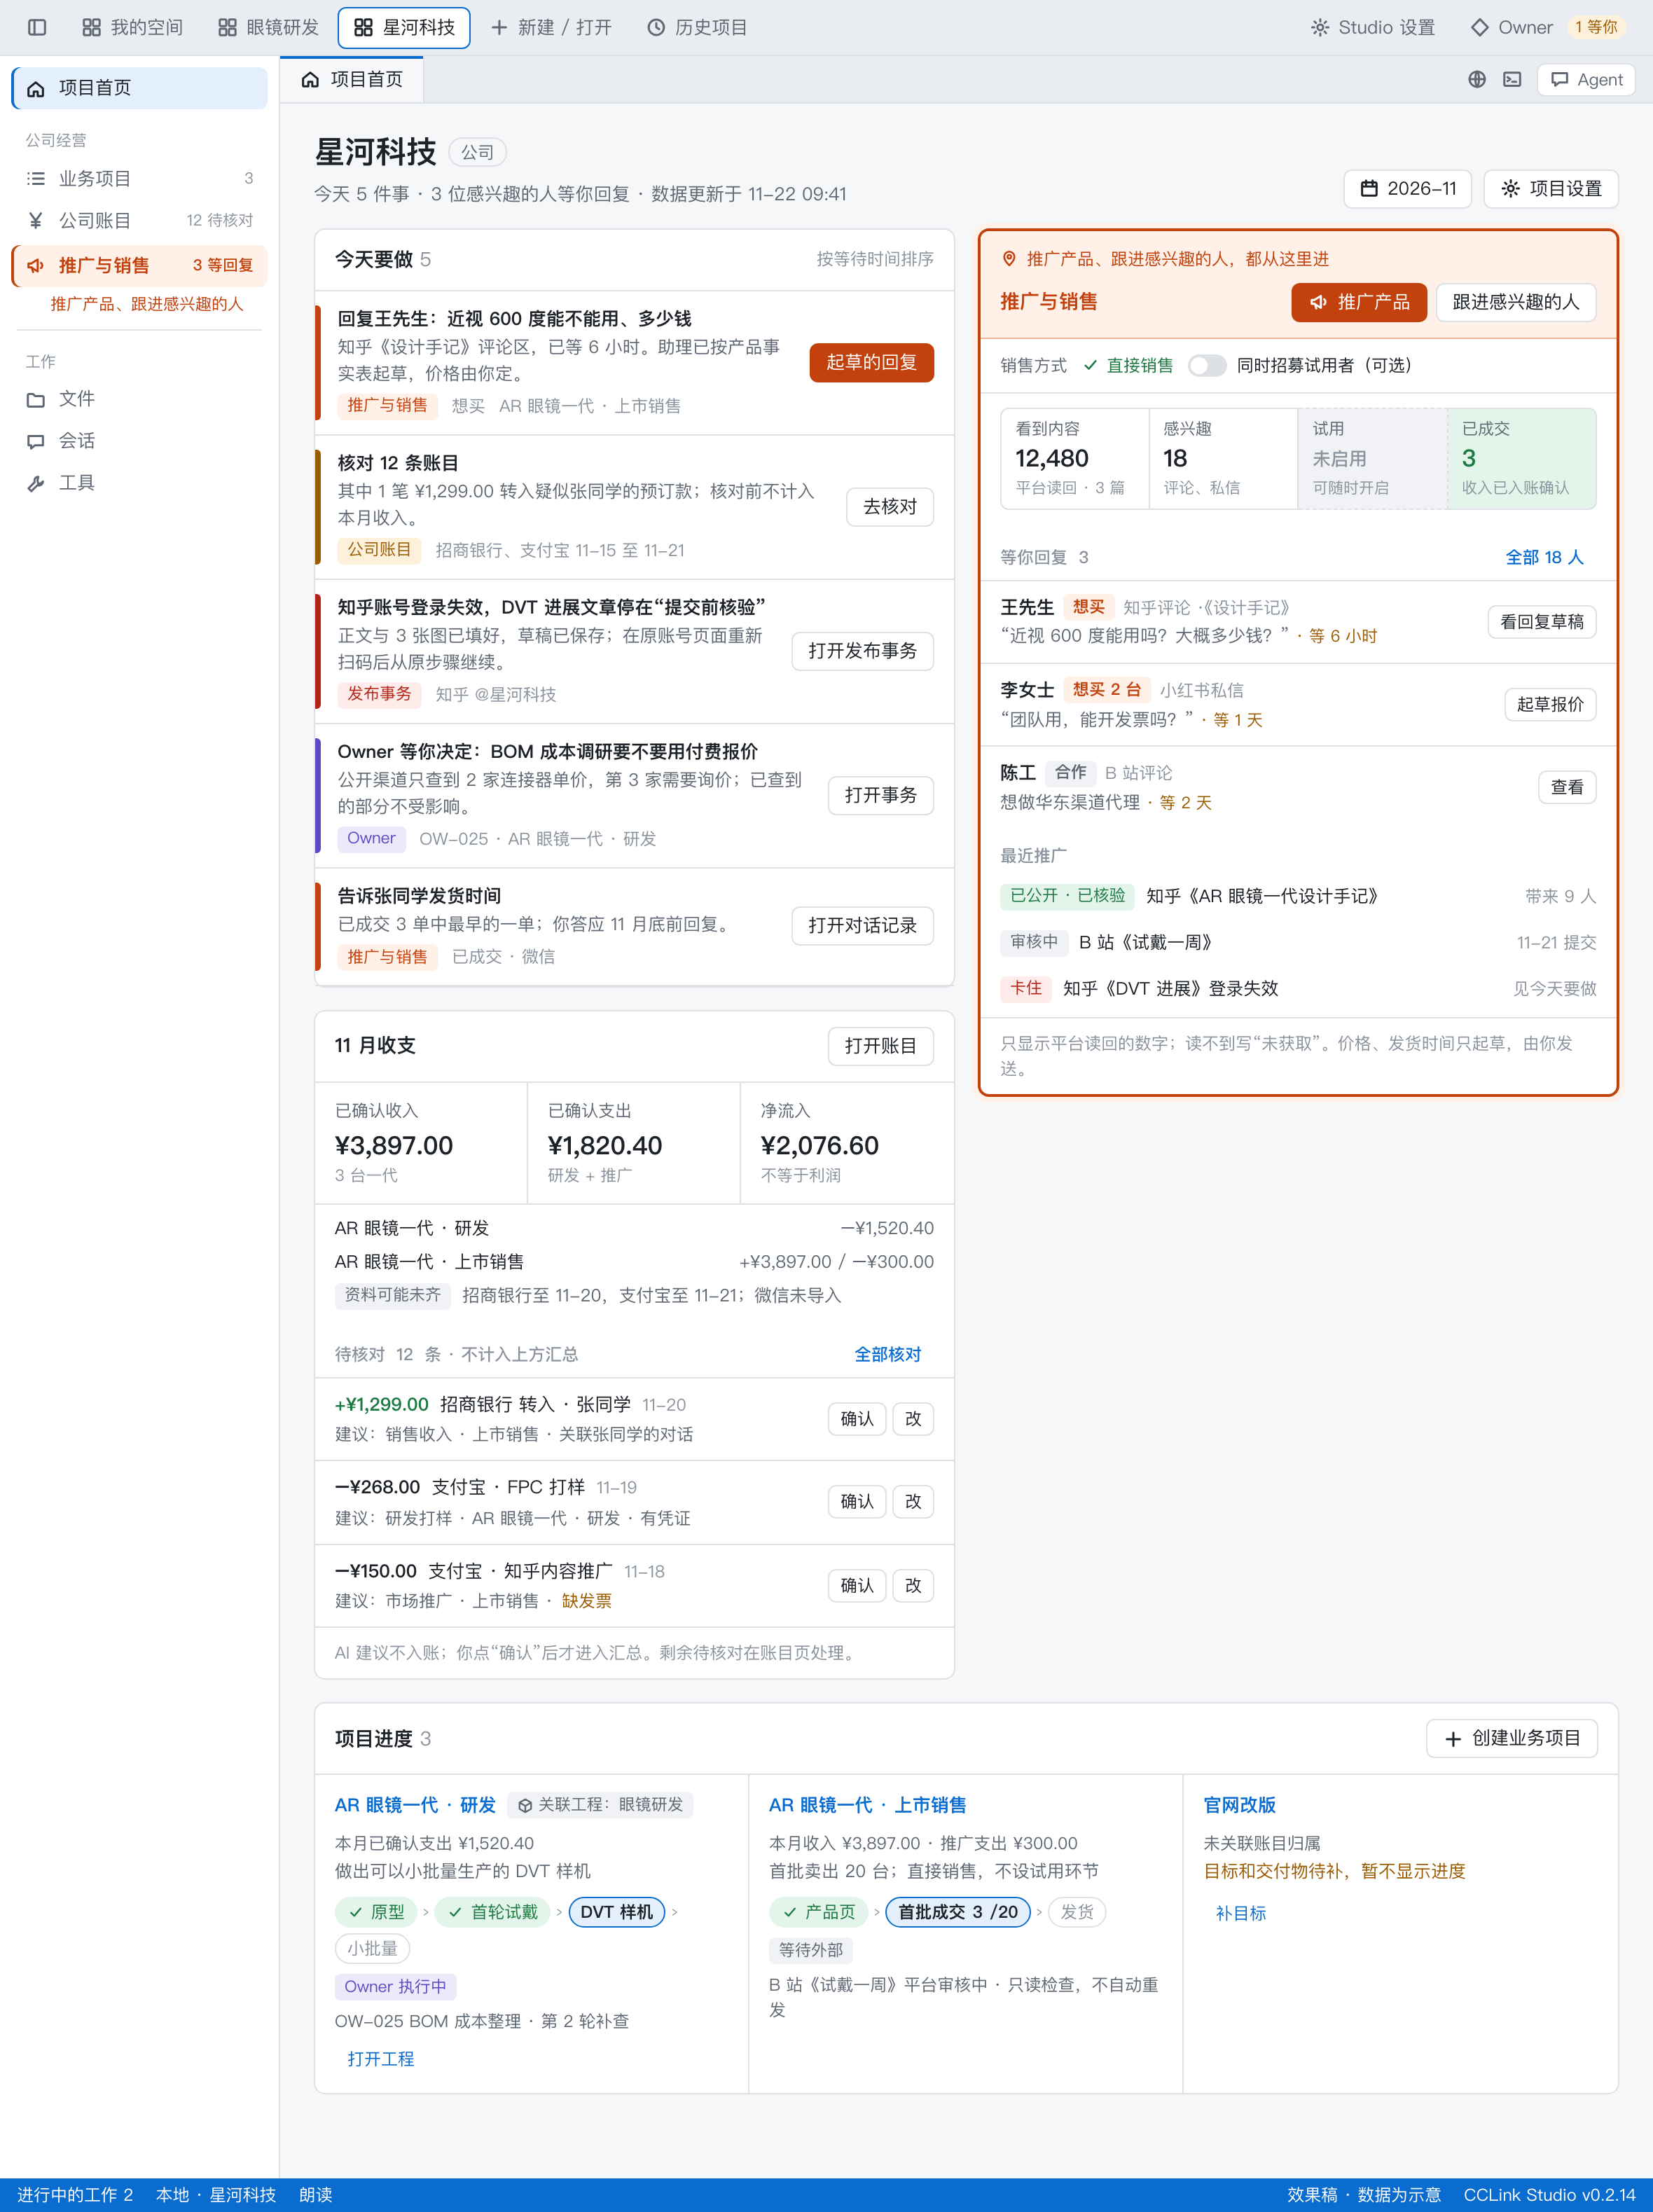 我的空间
眼镜研发
星河科技
新建 / 打开
历史项目
Studio 设置
Owner
1 等你
项目首页
公司经营
业务项目
3
公司账目
12 待核对
推广与销售
3 等回复
推广产品、跟进感兴趣的人
工作
文件
会话
工具
项目首页
Agent
星河科技
公司
今天 5 件事 · 3 位感兴趣的人等你回复 · 数据更新于 11-22 09:41
2026-11
项目设置
今天要做 5
按等待时间排序
回复王先生：近视 600 度能不能用、多少钱
知乎《设计手记》评论区，已等 6 小时。助理已按产品事
实表起草，价格由你定。
起草的回复
推广与销售
想买
AR 眼镜一代 · 上市销售
核对 12 条账目
其中 1 笔 ¥1,299.00 转入疑似张同学的预订款；核对前不计入
本月收入。
去核对
公司账目
招商银行、支付宝 11-15 至 11-21
知乎账号登录失效，DVT 进展文章停在“提交前核验”
正文与 3 张图已填好，草稿已保存；在原账号页面重新
扫码后从原步骤继续。
打开发布事务
发布事务
知乎 @星河科技
Owner 等你决定：BOM 成本调研要不要用付费报价
公开渠道只查到 2 家连接器单价，第 3 家需要询价；已查到
的部分不受影响。
打开事务
Owner
OW-025 · AR 眼镜一代 · 研发
告诉张同学发货时间
已成交 3 单中最早的一单；你答应 11 月底前回复。
打开对话记录
推广与销售
已成交 · 微信
推广产品、跟进感兴趣的人，都从这里进
推广与销售
推广产品
跟进感兴趣的人
销售方式
直接销售
同时招募试用者（可选）
看到内容
12,480
平台读回 · 3 篇
感兴趣
18
评论、私信
试用
未启用
可随时开启
已成交
3
收入已入账确认
等你回复 3
全部 18 人
王先生
想买
知乎评论 ·《设计手记》
“近视 600 度能用吗？大概多少钱？” · 等 6 小时
看回复草稿
李女士
想买 2 台
小红书私信
“团队用，能开发票吗？” · 等 1 天
起草报价
陈工
合作
B 站评论
想做华东渠道代理 · 等 2 天
查看
最近推广
已公开 · 已核验
知乎《AR 眼镜一代设计手记》
带来 9 人
审核中
B 站《试戴一周》
11-21 提交
卡住
知乎《DVT 进展》登录失效
见今天要做
只显示平台读回的数字；读不到写“未获取”。价格、发货时间只起草，由你发
送。
11 月收支
打开账目
已确认收入
¥3,897.00
3 台一代
已确认支出
¥1,820.40
研发 + 推广
净流入
¥2,076.60
不等于利润
AR 眼镜一代 · 研发
−¥1,520.40
AR 眼镜一代 · 上市销售
+¥3,897.00 / −¥300.00
资料可能未齐
招商银行至 11-20，支付宝至 11-21；微信未导入
待核对 12 条 · 不计入上方汇总
全部核对
+¥1,299.00 招商银行 转入 · 张同学 11-20
建议：销售收入 · 上市销售 · 关联张同学的对话
确认
改
−¥268.00 支付宝 · FPC 打样 11-19
建议：研发打样 · AR 眼镜一代 · 研发 · 有凭证
确认
改
−¥150.00 支付宝 · 知乎内容推广 11-18
建议：市场推广 · 上市销售 · 缺发票
确认
改
AI 建议不入账；你点“确认”后才进入汇总。剩余待核对在账目页处理。
项目进度 3
创建业务项目
AR 眼镜一代 · 研发
关联工程：眼镜研发
本月已确认支出 ¥1,520.40
做出可以小批量生产的 DVT 样机
原型 › 首轮试戴 › DVT 样机 ›
小批量
Owner 执行中
OW-025 BOM 成本整理 · 第 2 轮补查
打开工程
AR 眼镜一代 · 上市销售
本月收入 ¥3,897.00 · 推广支出 ¥300.00
首批卖出 20 台；直接销售，不设试用环节
产品页 › 首批成交 3 /20 › 发货
等待外部
B 站《试戴一周》平台审核中 · 只读检查，不自动重
发
官网改版
未关联账目归属
目标和交付物待补，暂不显示进度
补目标
进行中的工作 2
本地 · 星河科技
朗读
效果稿 · 数据为示意
CCLink Studio v0.2.14